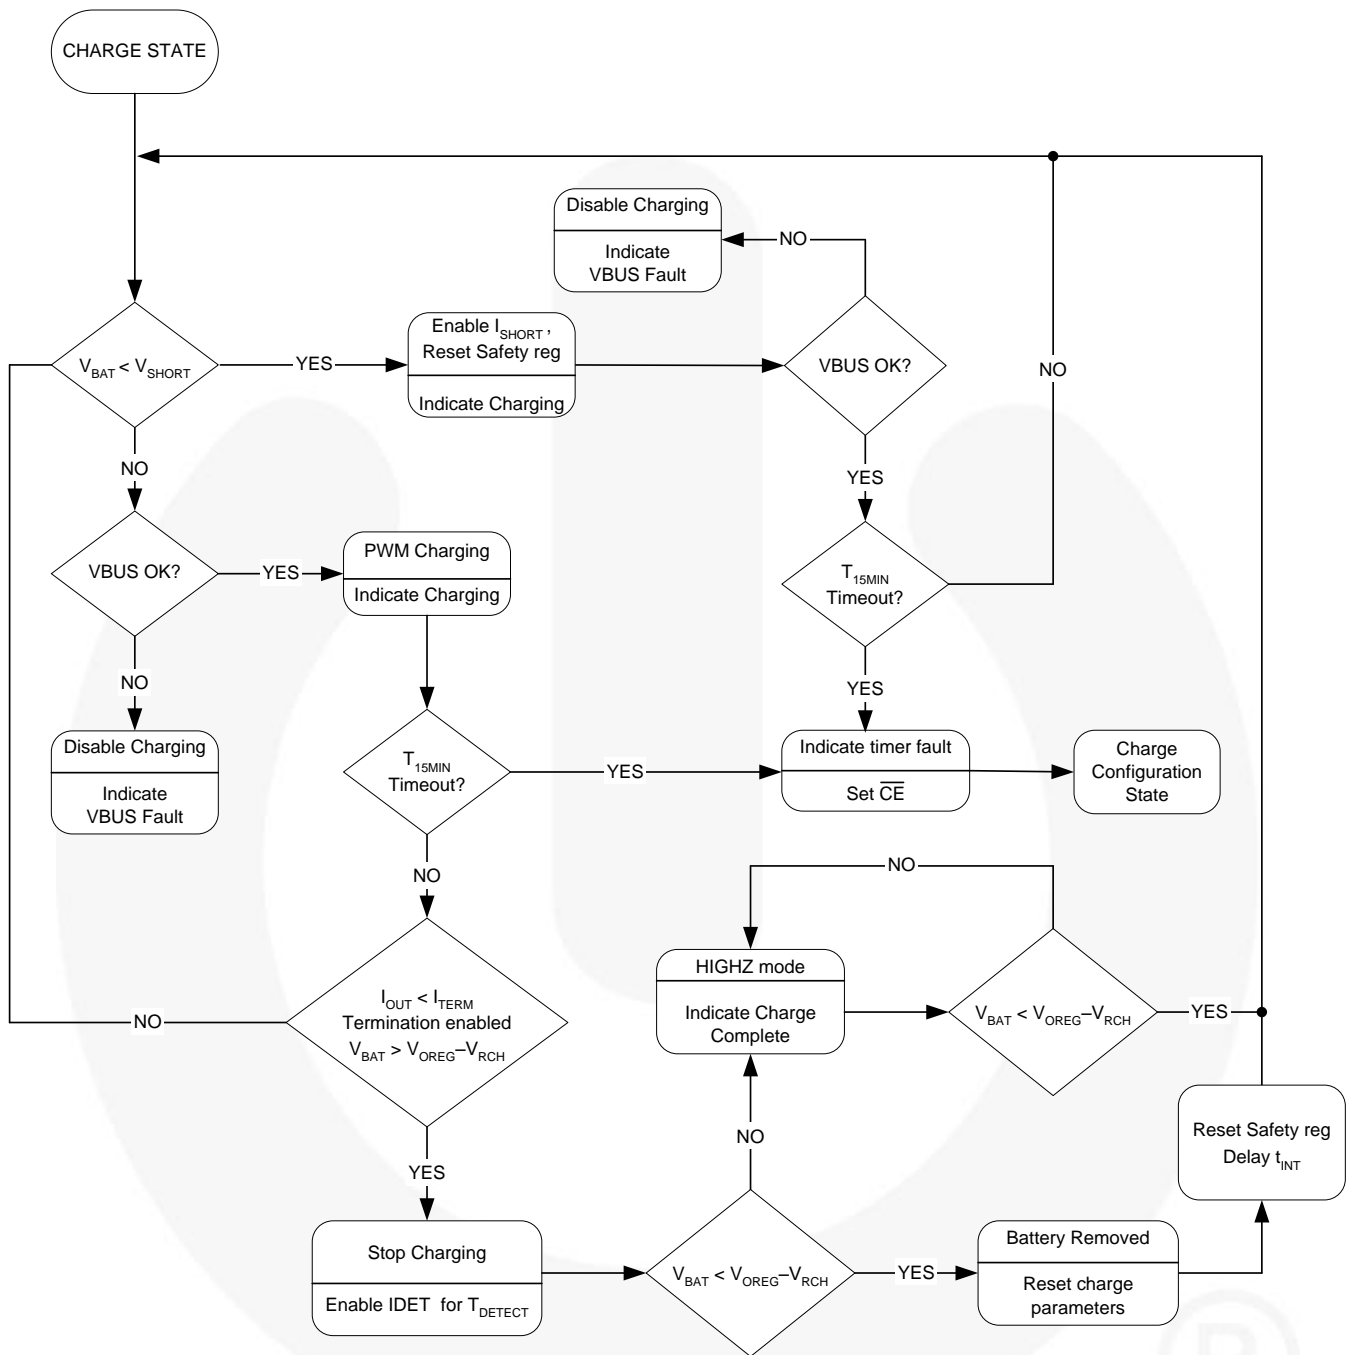 CHARGE STATE
Disable Charging
Indicate
VBUS Fault
NO
Enable I_SHORT ,
Reset Safety reg
Indicate Charging
V_BAT < V_SHORT
YES
VBUS OK?
NO
NO
YES
VBUS OK?
YES
PWM Charging
Indicate Charging
T_15MIN
Timeout?
NO
YES
Disable Charging
Indicate
VBUS Fault
T_15MIN
Timeout?
YES
Indicate timer fault
Set C̅E̅
Charge
Configuration
State
NO
NO
I_OUT < I_TERM
Termination enabled
V_BAT > V_OREG–V_RCH
NO
HIGHZ mode
Indicate Charge
Complete
V_BAT < V_OREG–V_RCH
YES
YES
NO
Reset Safety reg
Delay t_INT
Stop Charging
Enable IDET for T_DETECT
V_BAT < V_OREG–V_RCH
YES
Battery Removed
Reset charge
parameters
R